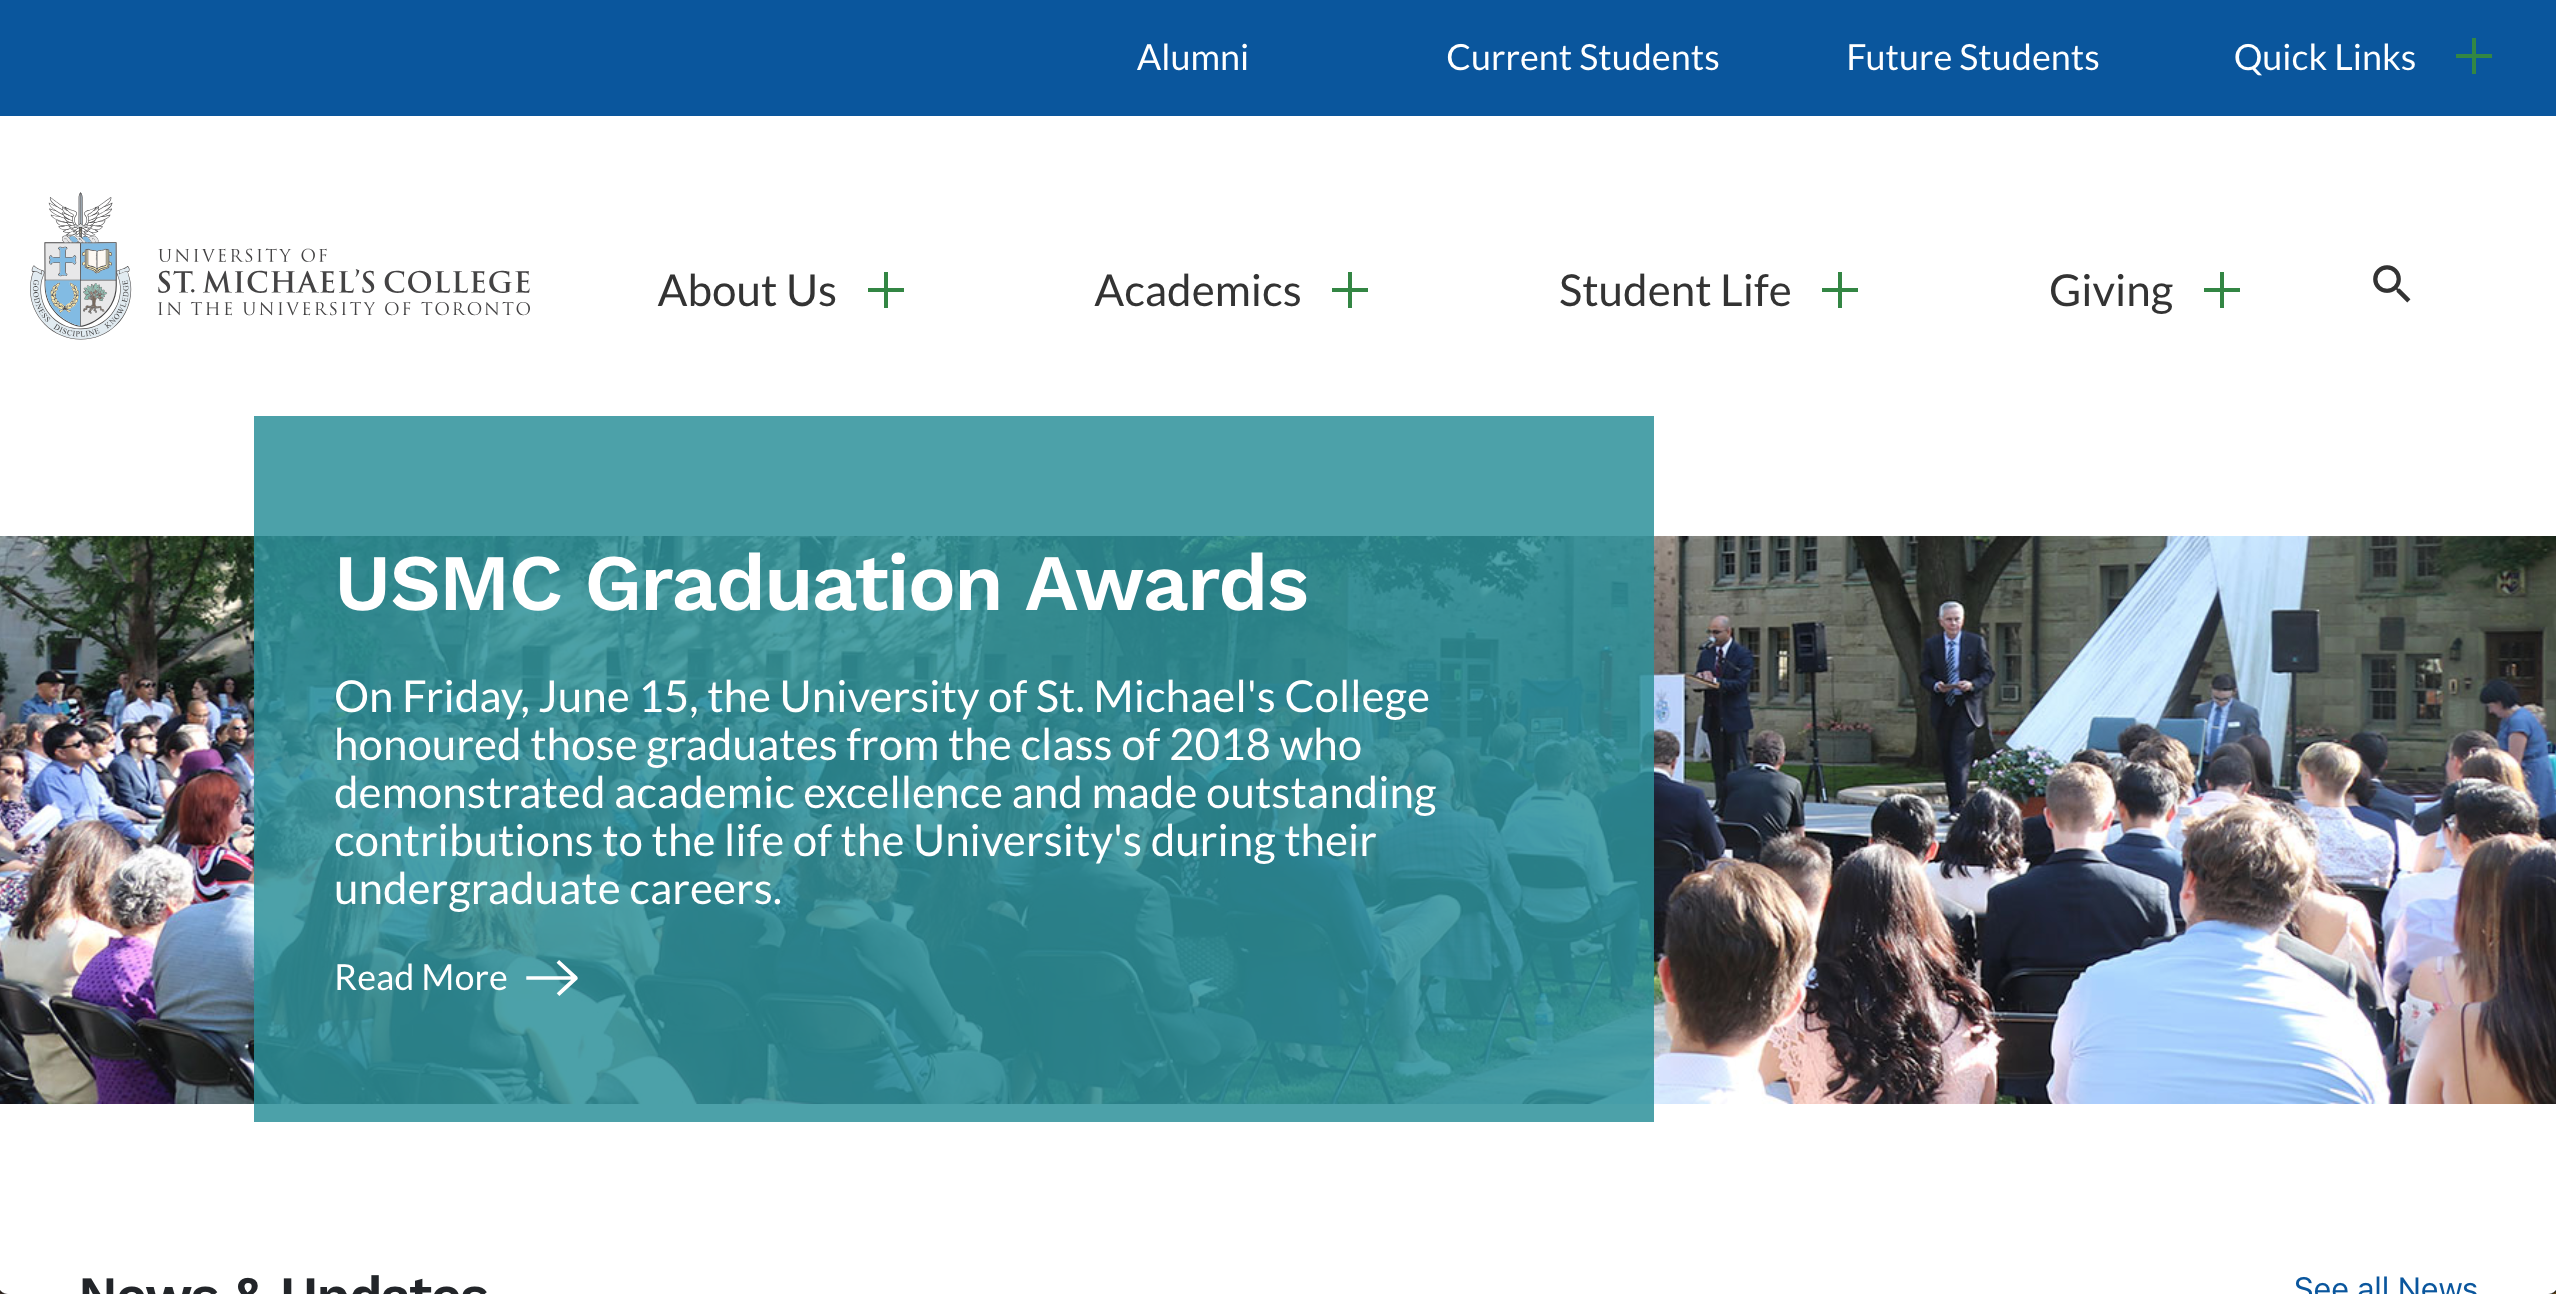 Alumni
Current Students
Future Students
Quick Links
UNIVERSITY OF
ST. MICHAEL'S COLLEGE
IN THE UNIVERSITY OF TORONTO
GOODNESS DISCIPLINE KNOWLEDGE
About Us
Academics
Student Life
Giving
USMC Graduation Awards
On Friday, June 15, the University of St. Michael's College
honoured those graduates from the class of 2018 who
demonstrated academic excellence and made outstanding
contributions to the life of the University's during their
undergraduate careers.
Read More
News & Updates
See all News